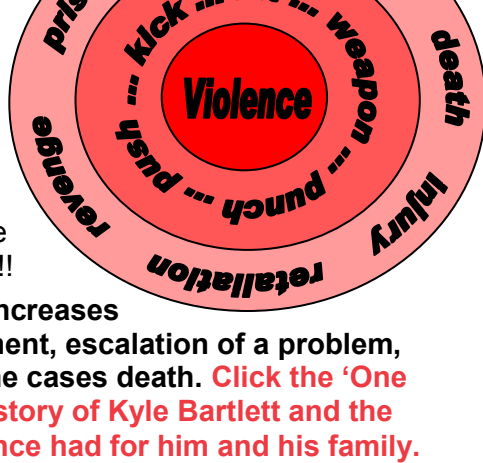 pris
death
Injury
retaliation
revenge
kick ... ... weapon ... punch ... push ...
Violence
e
!!
ncreases
ment, escalation of a problem,
e cases death. Click the ‘One
story of Kyle Bartlett and the
nce had for him and his family.